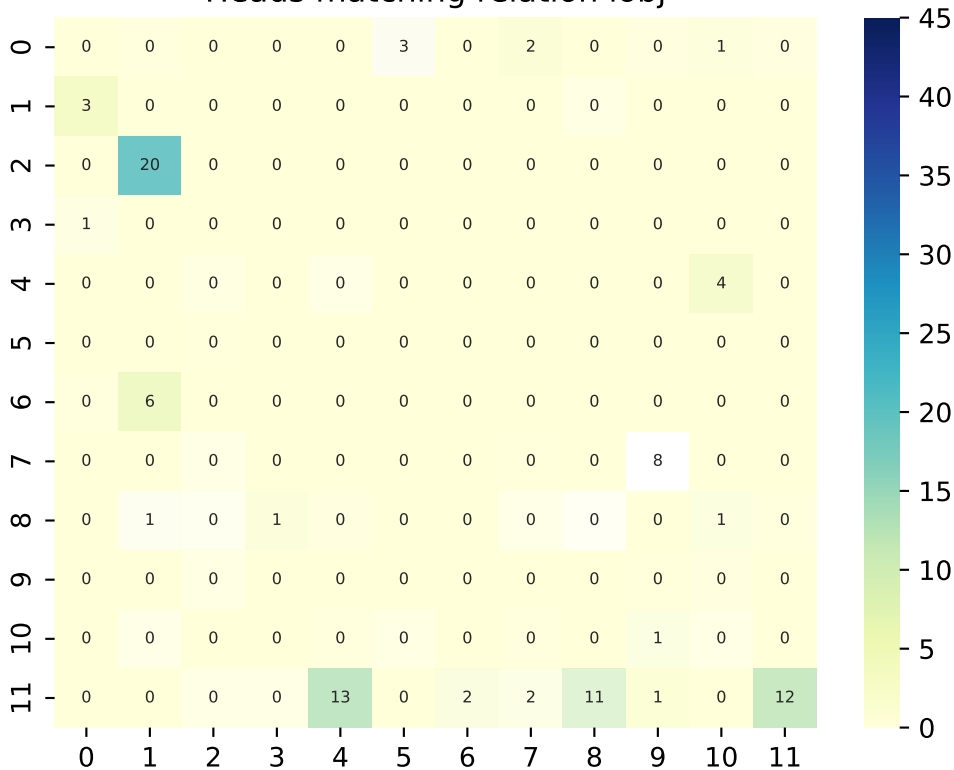 Heads matching relation iobj
0 0 0 0 0 0 3 0 2 0 0 1 0
1 3 0 0 0 0 0 0 0 0 0 0 0
2 0 20 0 0 0 0 0 0 0 0 0 0
3 1 0 0 0 0 0 0 0 0 0 0 0
4 0 0 0 0 0 0 0 0 0 0 4 0
5 0 0 0 0 0 0 0 0 0 0 0 0
6 0 6 0 0 0 0 0 0 0 0 0 0
7 0 0 0 0 0 0 0 0 0 8 0 0
8 0 1 0 1 0 0 0 0 0 0 1 0
9 0 0 0 0 0 0 0 0 0 0 0 0
10 0 0 0 0 0 0 0 0 0 1 0 0
11 0 0 0 0 13 0 2 2 11 1 0 12
0 1 2 3 4 5 6 7 8 9 10 11
45
40
35
30
25
20
15
10
5
0